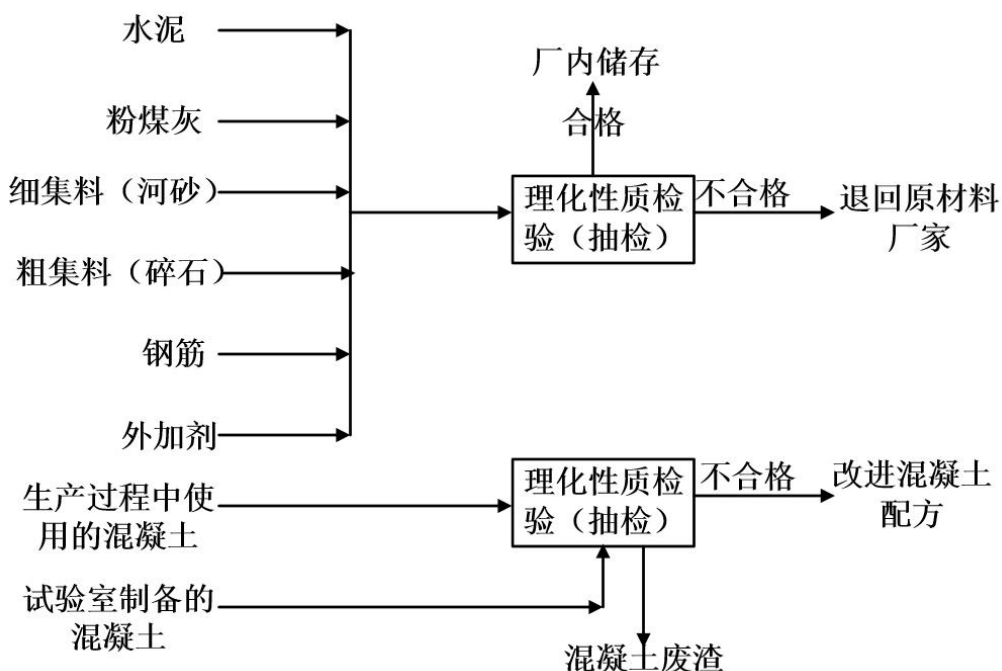 水泥
厂内储存
粉煤灰
合格
细集料（河砂）
理化性质检
验（抽检）
不合格
退回原材料
厂家
粗集料（碎石）
钢筋
外加剂
生产过程中使
用的混凝土
理化性质检
验（抽检）
不合格
改进混凝土
配方
试验室制备的
混凝土
混凝土废渣